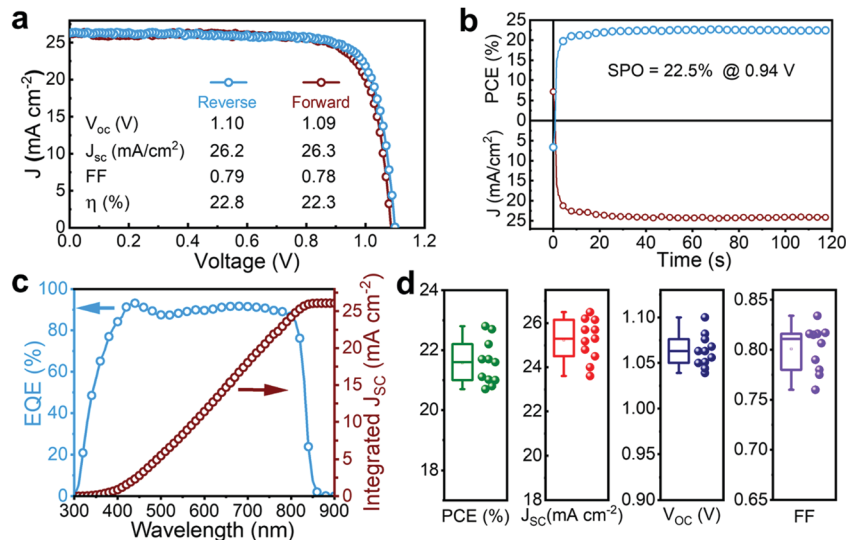 a
J (mA cm-2)
25
20
15
10
5
0
Reverse Forward
Voc (V) 1.10 1.09
Jsc (mA/cm2) 26.2 26.3
FF 0.79 0.78
η (%) 22.8 22.3
0.0 0.2 0.4 0.6 0.8 1.0 1.2
Voltage (V)
b
PCE (%)
25
20
15
10
5
0
5
10
15
20
25
J (mA/cm2)
SPO = 22.5% @ 0.94 V
0 20 40 60 80 100 120
Time (s)
c
EQE (%)
100
80
60
40
20
0
25
20
15
10
5
0
Integrated JSC (mA cm-2)
300 400 500 600 700 800 900
Wavelength (nm)
d
24
22
20
18
PCE (%)
28
26
24
22
20
18
JSC(mA cm-2)
1.10
1.05
1.00
0.95
0.90
VOC (V)
0.85
0.80
0.75
0.70
0.65
FF